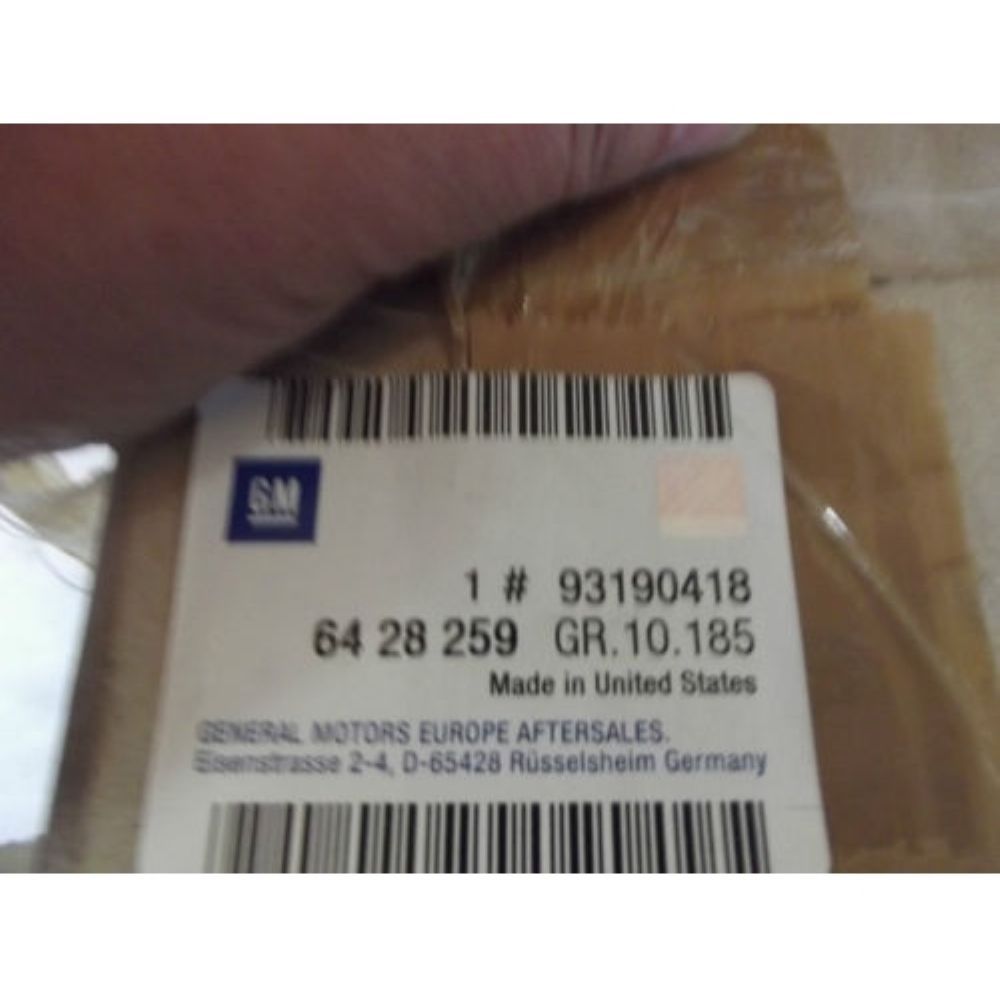 GM
1 # 93190418
64 28 259 GR.10.185
Made in United States
GENERAL MOTORS EUROPE AFTERSALES.
Eisenstrasse 2-4, D-65428 Rüsselsheim Germany